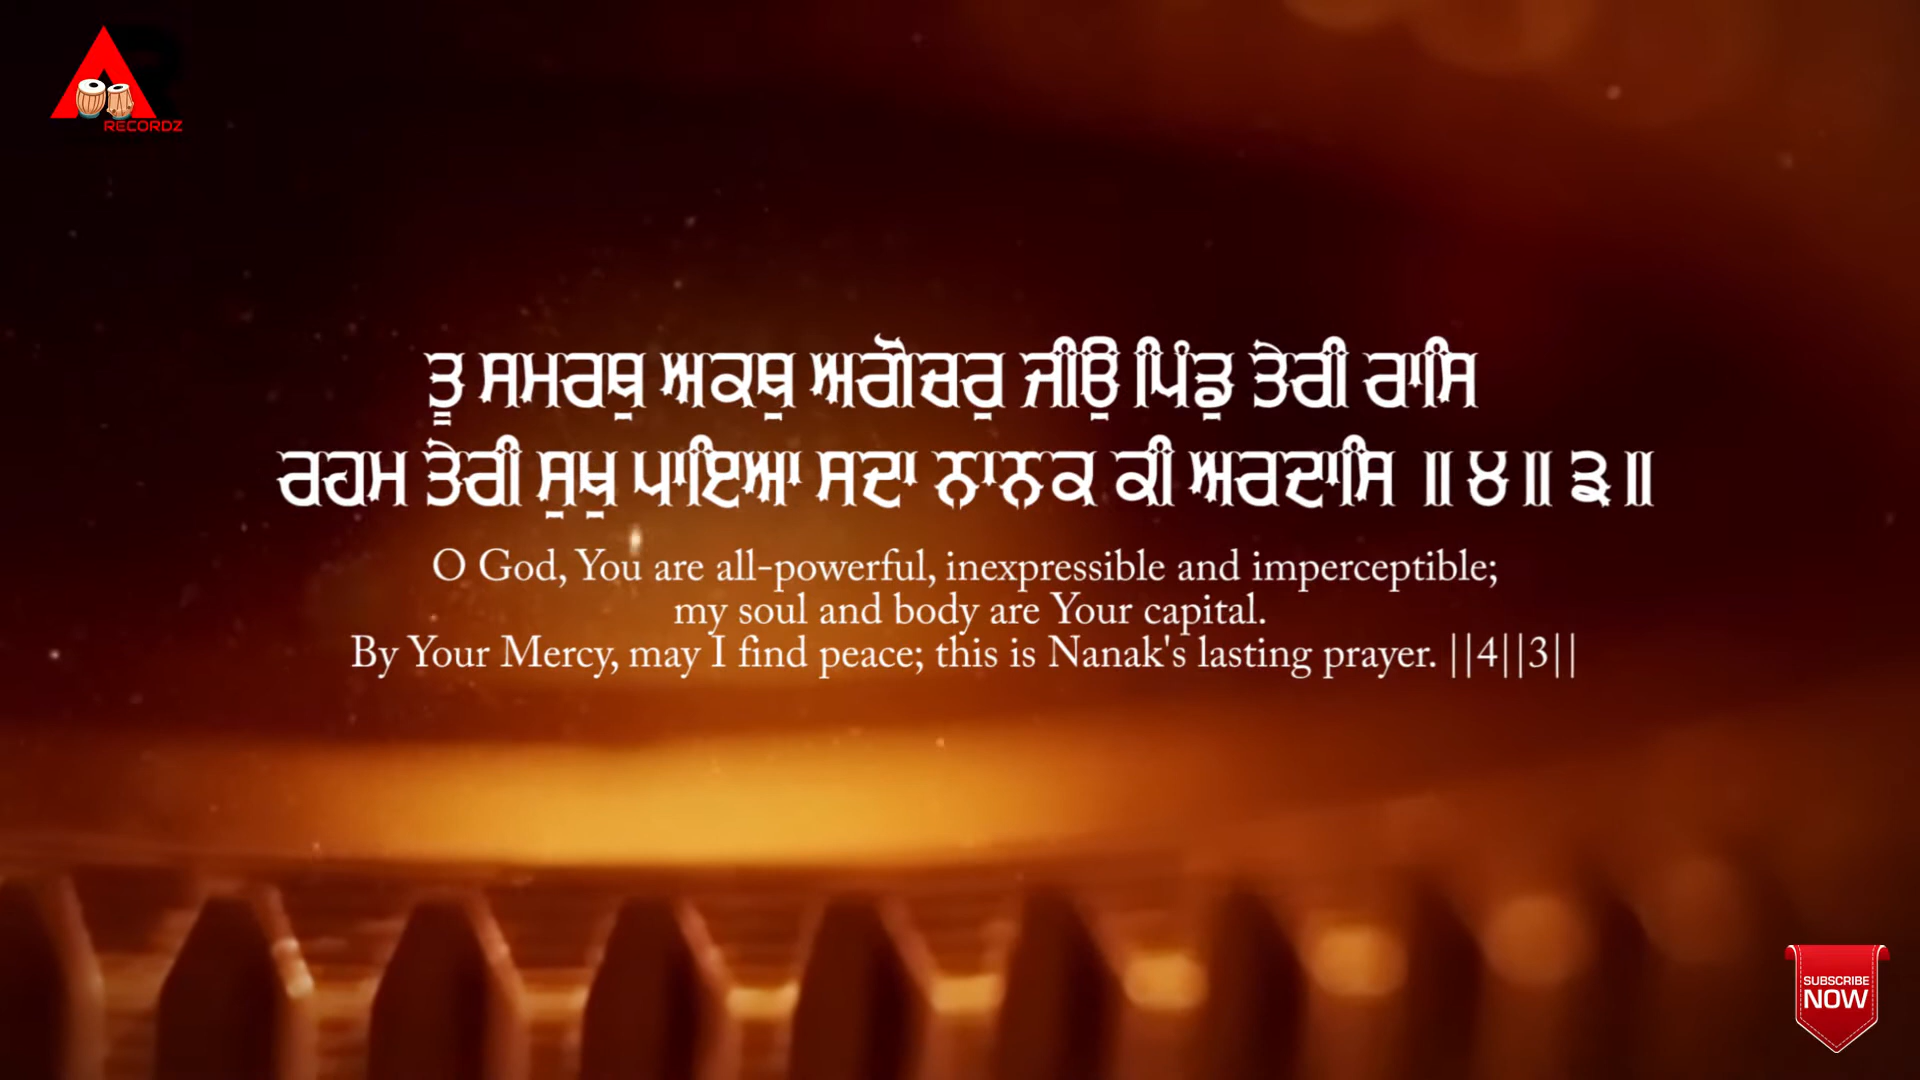 RECORDZ
ਤੂ ਸਮਰਥੁ ਅਕਥੁ ਅਗੋਚਰੁ ਜੀਉ ਪਿੰਡੁ ਤੇਰੀ ਰਾਸਿ
ਰਹਮ ਤੇਰੀ ਸੁਖੁ ਪਾਇਆ ਸਦਾ ਨਾਨਕ ਕੀ ਅਰਦਾਸਿ ॥੪॥੩॥
O God, You are all-powerful, inexpressible and imperceptible;
my soul and body are Your capital.
By Your Mercy, may I find peace; this is Nanak's lasting prayer. ||4||3||
SUBSCRIBE
NOW